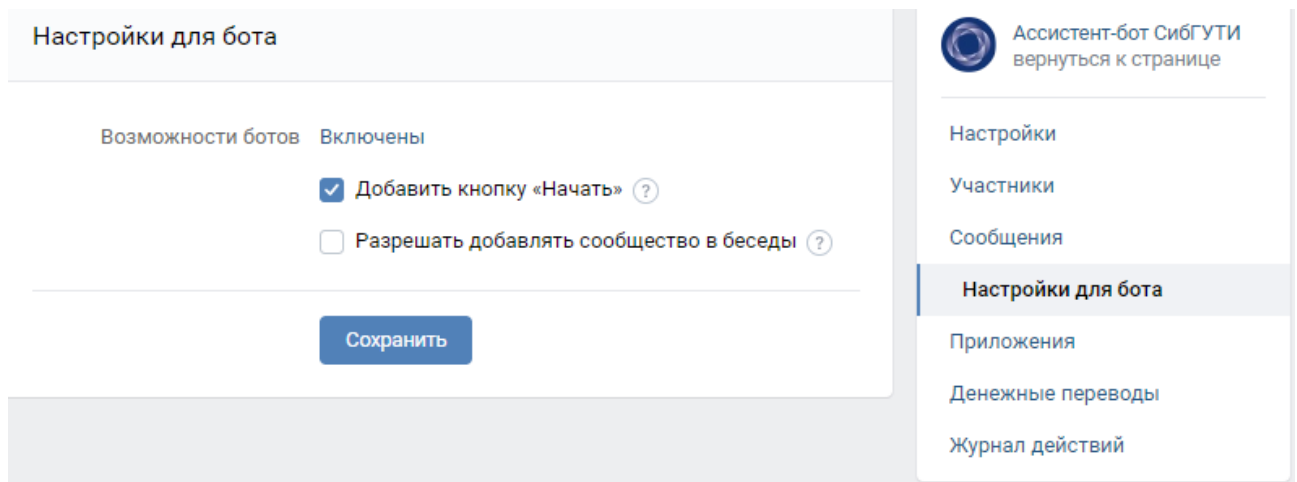 Настройки для бота
Возможности ботов Включены
Добавить кнопку «Начать» ?
Разрешать добавлять сообщество в беседы ?
Сохранить
Ассистент-бот СибГУТИ
вернуться к странице
Настройки
Участники
Сообщения
Настройки для бота
Приложения
Денежные переводы
Журнал действий